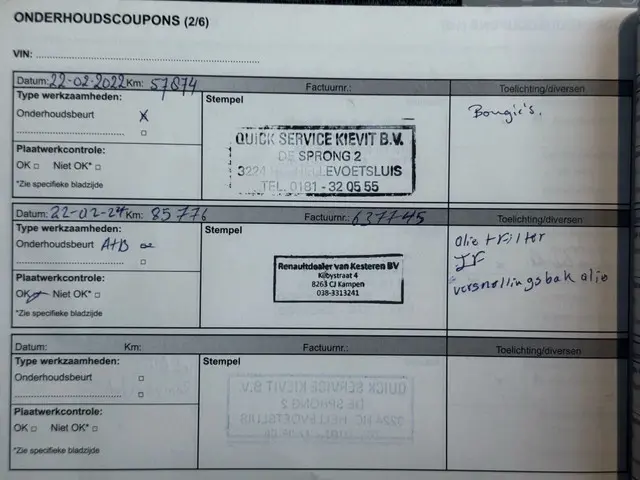 ONDERHOUDSCOUPONS (2/6)
VIN:
Datum: 22-02-2022 Km: 57874 Factuurnr.: Toelichting/diversen
Type werkzaamheden:
Onderhoudsbeurt X
Plaatwerkcontrole:
OK □ Niet OK* □
*Zie specifieke bladzijde
Stempel
QUICK SERVICE KIEVIT B.V.
DE SPRONG 2
3224 HELLEVOETSLUIS
TEL. 0181 - 32 05 55
Bougie's.
Datum: 22-02-24 Km: 85776 Factuurnr.: 637745 Toelichting/diversen
Type werkzaamheden:
Onderhoudsbeurt A+B
Plaatwerkcontrole:
OK Niet OK* □
*Zie specifieke bladzijde
Stempel
Renaultdealer van Kesteren BV
Kilbystraat 4
8263 CJ Kampen
038-3313241
olie + Filter
IF
versnellingsbak olie
Datum: Km: Factuurnr.: Toelichting/diversen
Type werkzaamheden:
Onderhoudsbeurt □
Plaatwerkcontrole:
OK □ Niet OK* □
*Zie specifieke bladzijde
Stempel